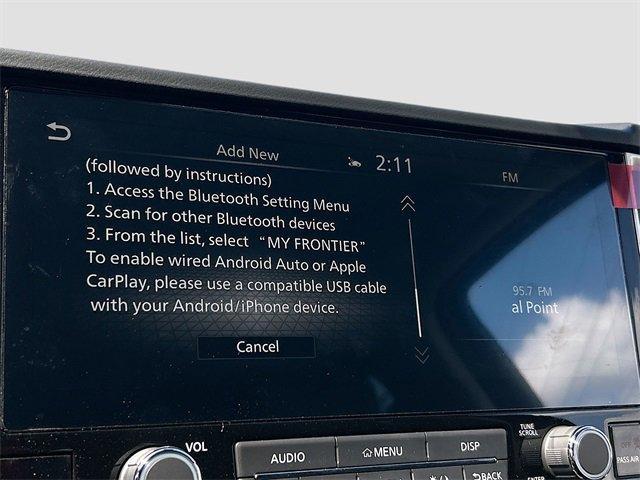 Add New
2:11
FM
(followed by instructions)
1. Access the Bluetooth Setting Menu
2. Scan for other Bluetooth devices
3. From the list, select “MY FRONTIER”
To enable wired Android Auto or Apple
CarPlay, please use a compatible USB cable
with your Android/iPhone device.
95.7 FM
al Point
Cancel
VOL
AUDIO
MENU
DISP
TUNE
SCROLL
BACK
ENTER
PASS AIR